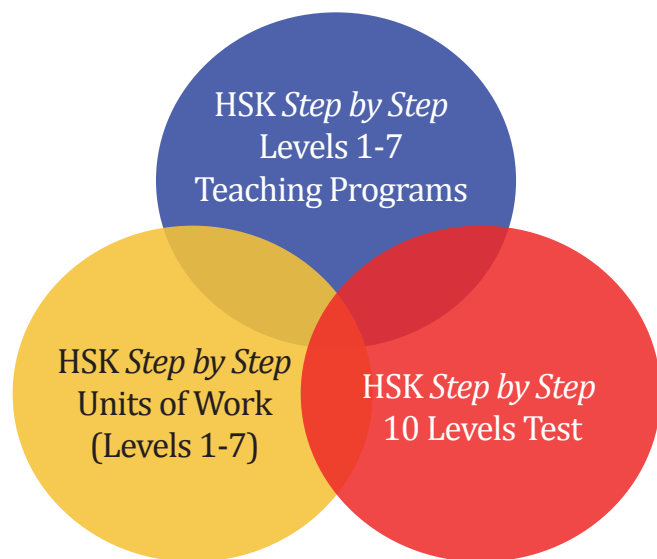 HSK Step by Step
Levels 1-7
Teaching Programs
HSK Step by Step
Units of Work
(Levels 1-7)
HSK Step by Step
10 Levels Test